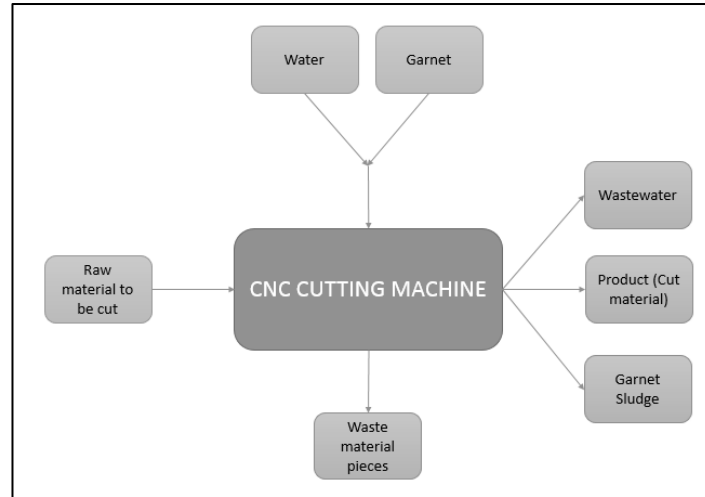 Water
Garnet
Wastewater
Raw
material to
be cut
CNC CUTTING MACHINE
Product (Cut
material)
Garnet
Sludge
Waste
material
pieces